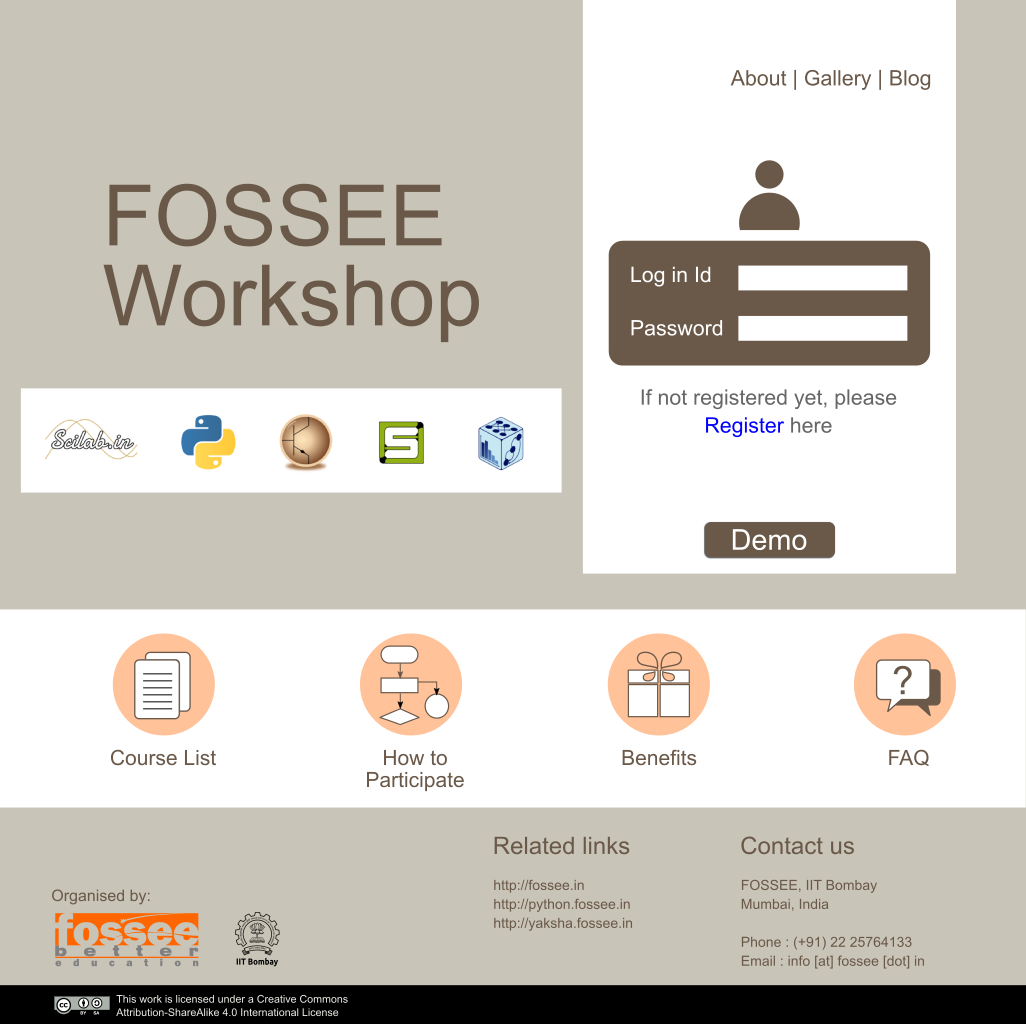 About | Gallery | Blog
FOSSEE
Workshop
Log in Id
Password
If not registered yet, please
Register here
Scilab.in
S
Demo
?
Course List
How to
Participate
Benefits
FAQ
Related links
http://fossee.in
http://python.fossee.in
http://yaksha.fossee.in
Contact us
FOSSEE, IIT Bombay
Mumbai, India
Phone : (+91) 22 25764133
Email : info [at] fossee [dot] in
Organised by:
fossee
better
education
IIT Bombay
cc BY SA
This work is licensed under a Creative Commons
Attribution-ShareAlike 4.0 International License